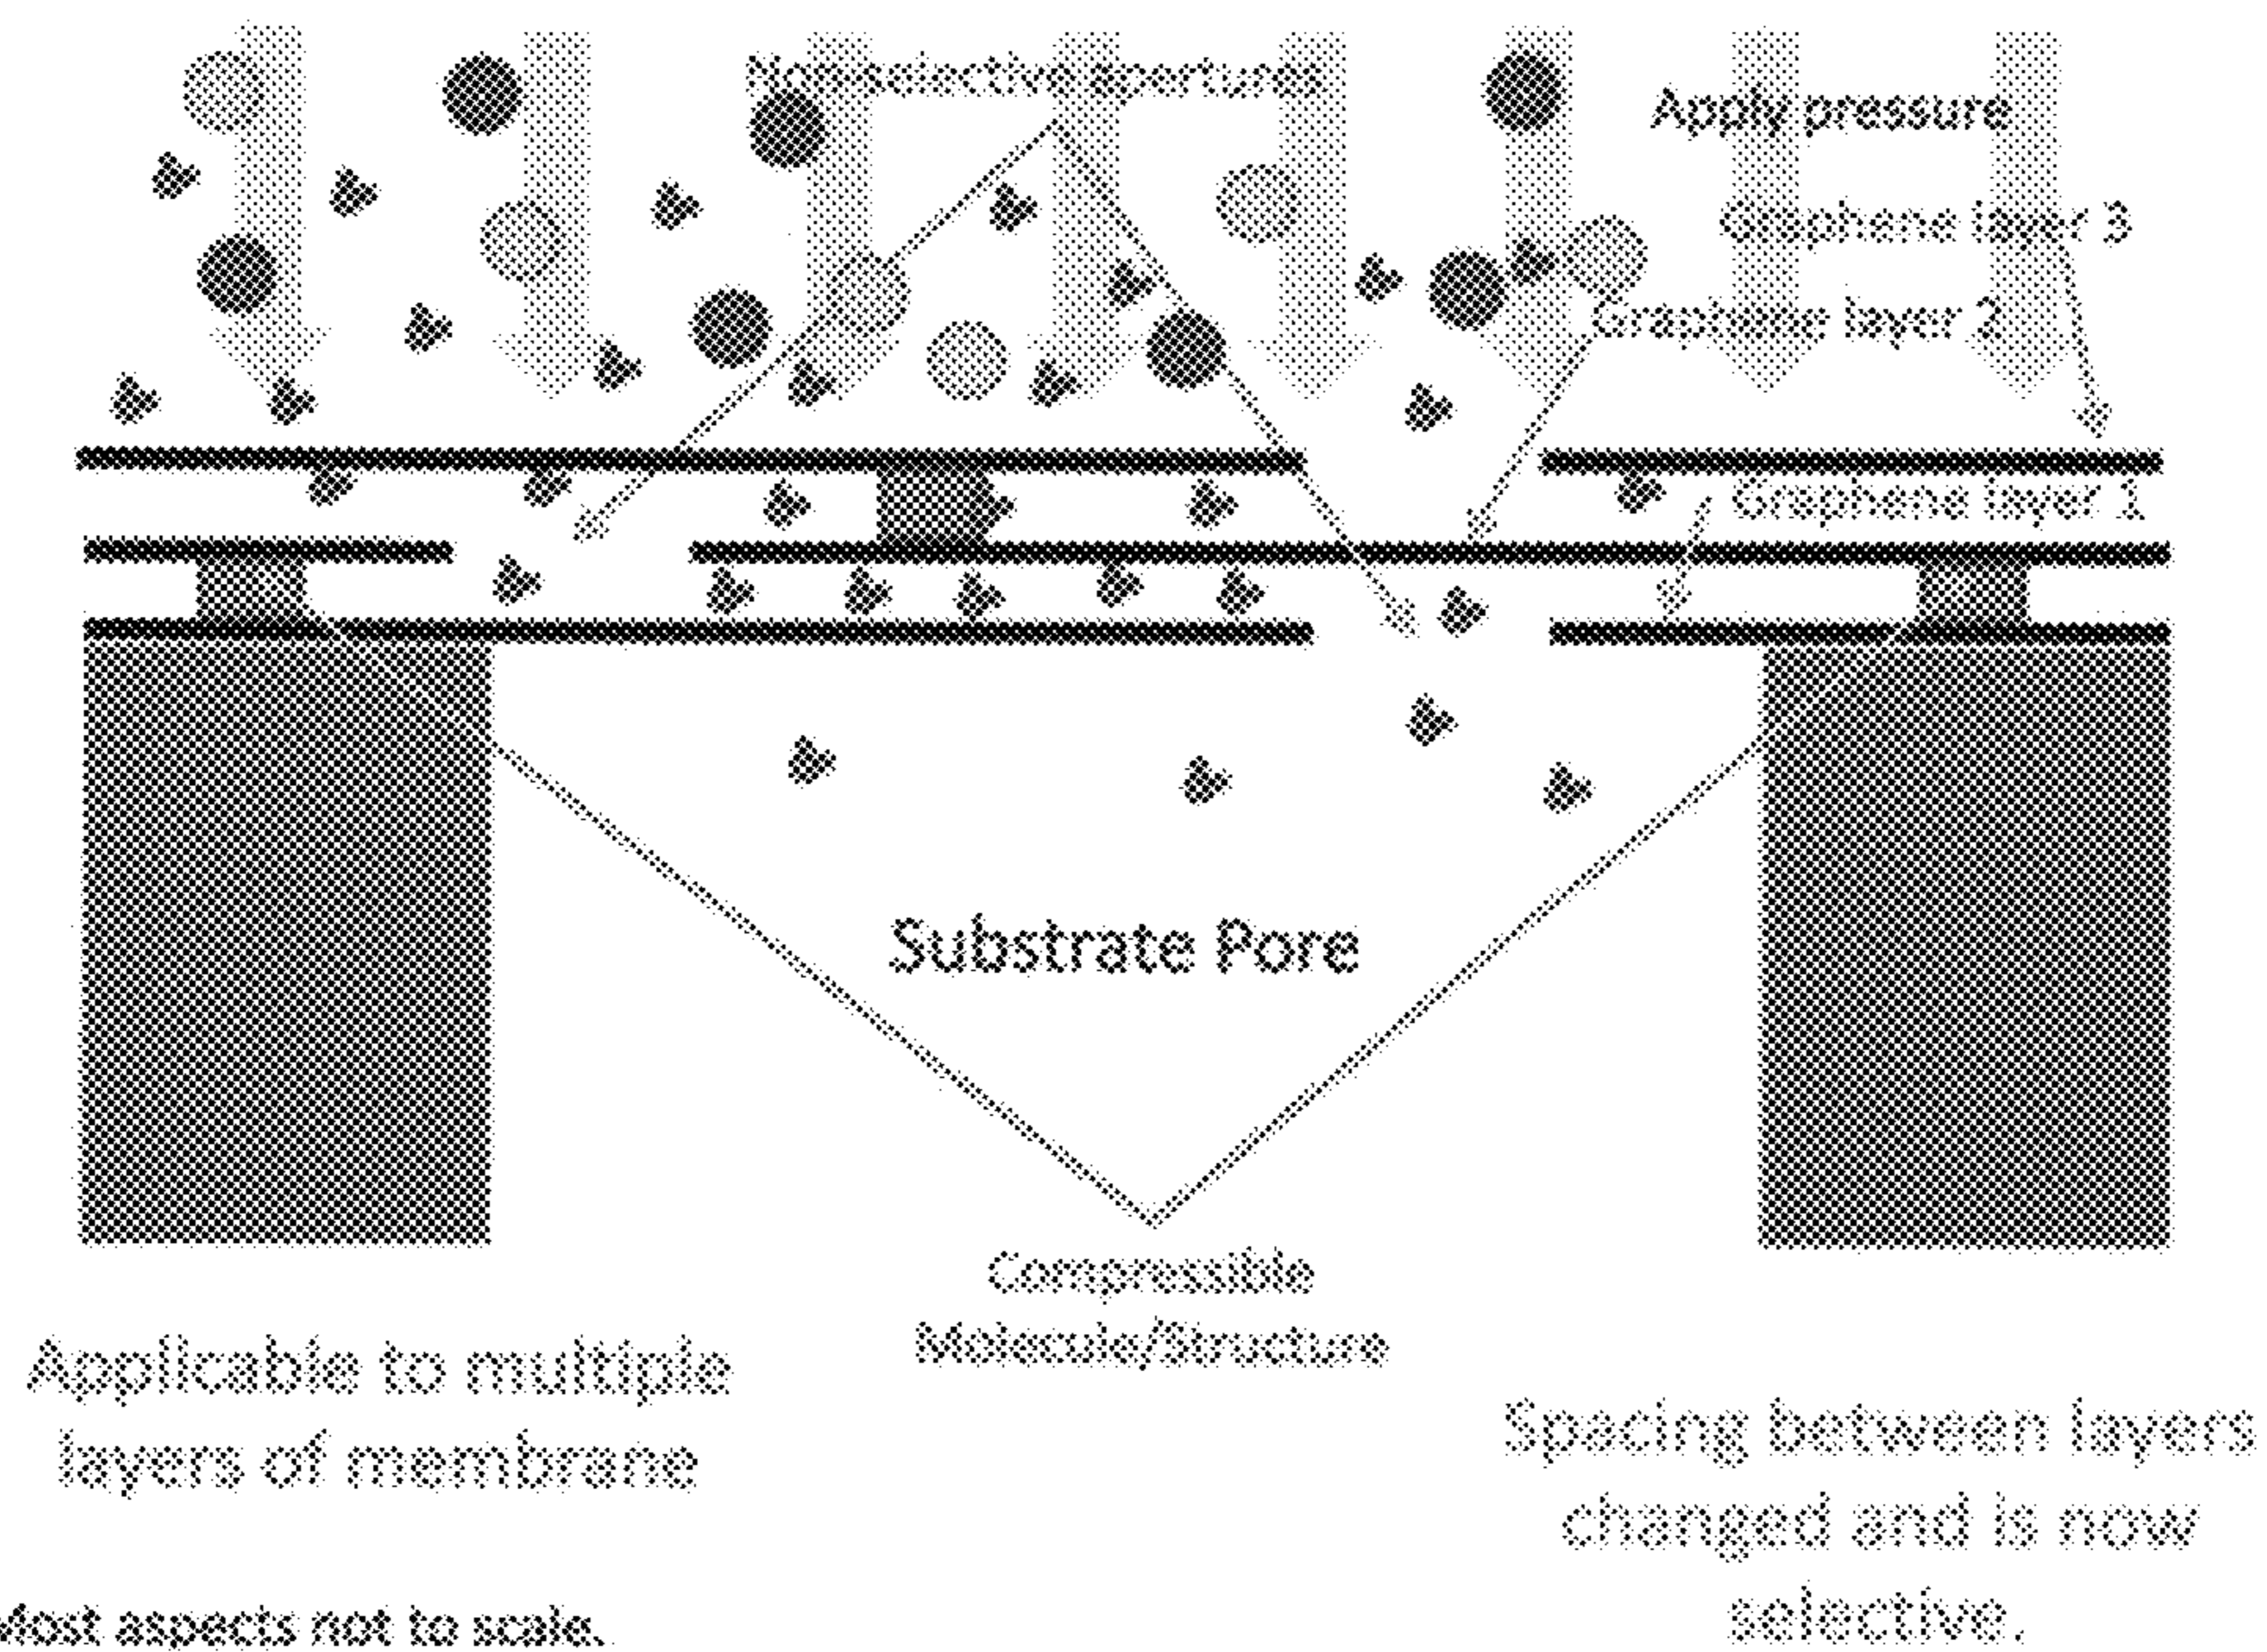 Non-selective apertures
Apply pressure
Graphene layer 3
Graphene layer 2
Graphene layer 1
Substrate Pore
Compressible
Molecule/Structure
Applicable to multiple
layers of membrane
Spacing between layers
changed and is now
selective.
Most aspects not to scale.